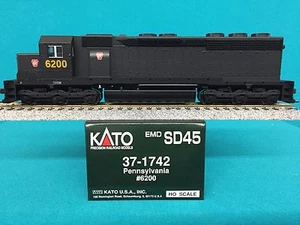 6200
KATO
PRECISION RAILROAD MODELS
EMD SD45
37-1742
Pennsylvania
#6200
KATO U.S.A., INC.
HO SCALE